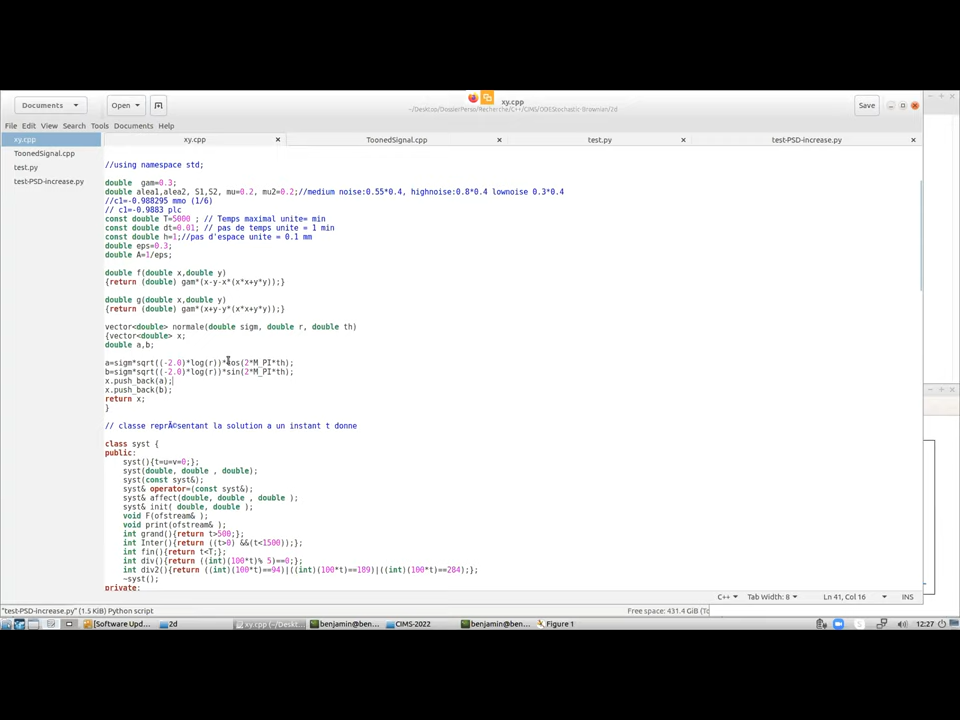 xy.cpp
~/Desktop/DossierPerso/Recherche/C++/CIMS/ODEStochastic-Brownian/2d
Documents
Open
Save
File Edit View Search Tools Documents Help
xy.cpp
ToonedSignal.cpp
test.py
test-PSD-increase.py
xy.cpp
ToonedSignal.cpp
test.py
test-PSD-increase.py
//using namespace std;
double  gam=0.3;
double alea1,alea2, S1,S2, mu=0.2, mu2=0.2;//medium noise:0.55*0.4, highnoise:0.8*0.4 lownoise 0.3*0.4
//c1=-0.988295 mmo (1/6)
// c1=-0.9883 plc
const double T=5000 ; // Temps maximal unite= min
const double dt=0.01; // pas de temps unite = 1 min
const double h=1;//pas d'espace unite = 0.1 mm
double eps=0.3;
double A=1/eps;
double f(double x,double y)
{return (double) gam*(x-y-x*(x*x+y*y));}
double g(double x,double y)
{return (double) gam*(x+y-y*(x*x+y*y));}
vector<double> normale(double sigm, double r, double th)
{vector<double> x;
double a,b;
a=sigm*sqrt((-2.0)*log(r))*cos(2*M_PI*th);
b=sigm*sqrt((-2.0)*log(r))*sin(2*M_PI*th);
x.push_back(a);
x.push_back(b);
return x;
}
// classe reprÃ©sentant la solution a un instant t donne
class syst {
public:
syst(){t=u=v=0;};
syst(double, double , double);
syst(const syst&);
syst& operator=(const syst&);
syst& affect(double, double , double );
syst& init( double, double );
void F(ofstream& );
void print(ofstream& );
int grand(){return t>500;};
int Inter(){return ((t>0) &&(t<1500));};
int fin(){return t<T;};
int div(){return ((int)(100*t)% 5)==0;};
int div2(){return ((int)(100*t)==94)|((int)(100*t)==189)|((int)(100*t)==284);};
~syst();
private:
C++ Tab Width: 8 Ln 41, Col 16 INS
"test-PSD-increase.py" (1.5 KiB) Python script
Free space: 431.4 GiB (To
[Software Upd... 2d xy.cpp (~/Deskt... benjamin@ben... CIMS-2022 benjamin@ben... Figure 1 12:27